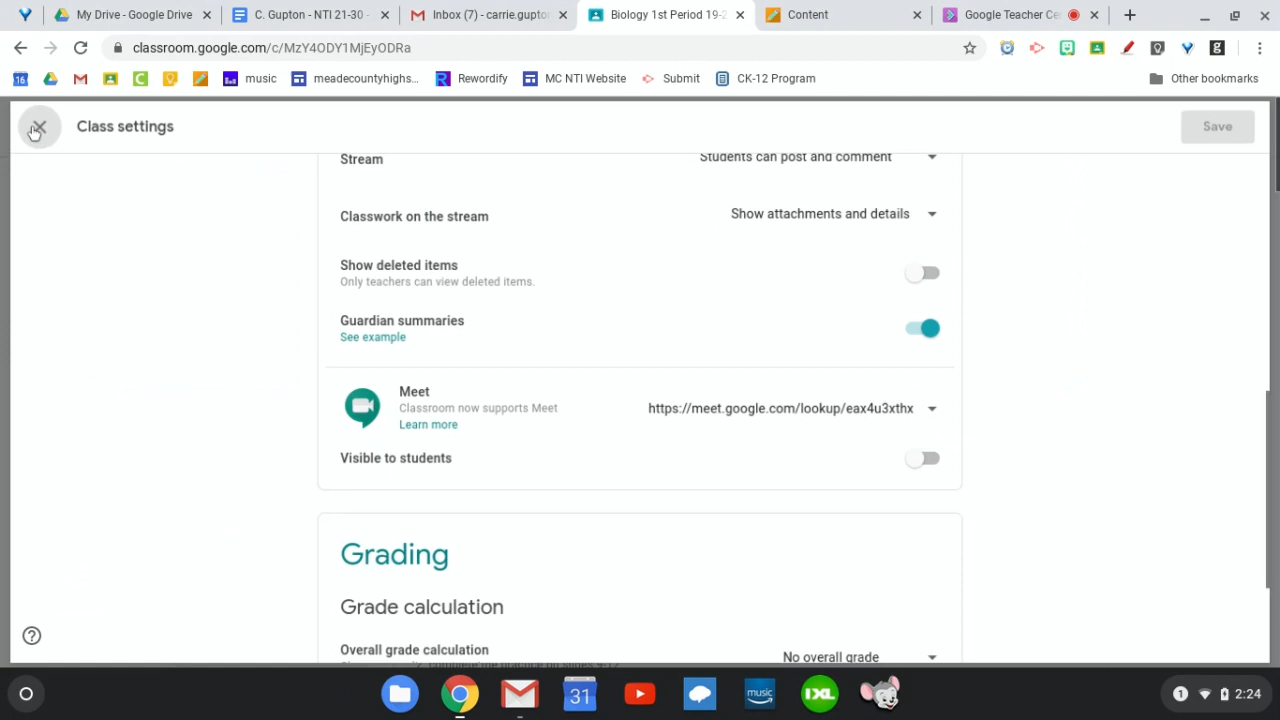 My Drive - Google Drive
C. Gupton - NTI 21-30 -
Inbox (7) - carrie.gupto
Biology 1st Period 19-2
Content
Google Teacher Ce
classroom.google.com/c/MzY4ODY1MjEyODRa
g
16
music
meadecountyhighs...
Rewordify
MC NTI Website
Submit
CK-12 Program
Other bookmarks
Class settings
Save
Stream
Students can post and comment
Classwork on the stream
Show attachments and details
Show deleted items
Only teachers can view deleted items.
Guardian summaries
See example
Meet
Classroom now supports Meet
Learn more
https://meet.google.com/lookup/eax4u3xthx
Visible to students
Grading
Grade calculation
Overall grade calculation
No overall grade
31
music
IXL
1
2:24